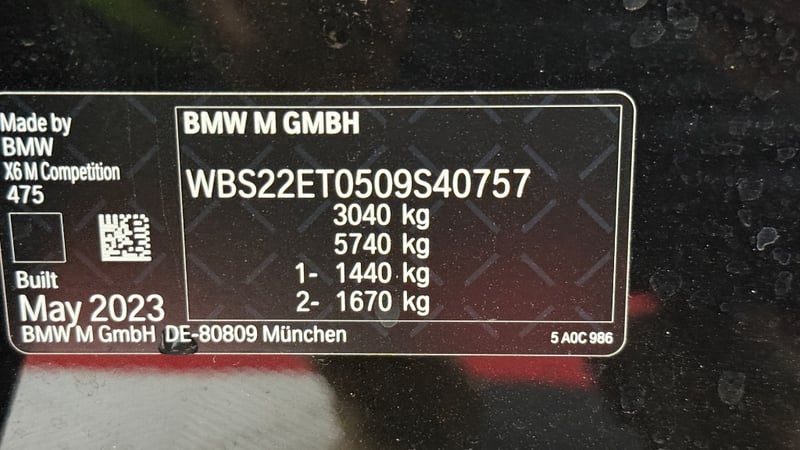 Made by
BMW
X6 M Competition
475
Built
May 2023
BMW M GMBH
WBS22ET0509S40757
3040 kg
5740 kg
1- 1440 kg
2- 1670 kg
BMW M GmbH DE-80809 München
5 A0C 986